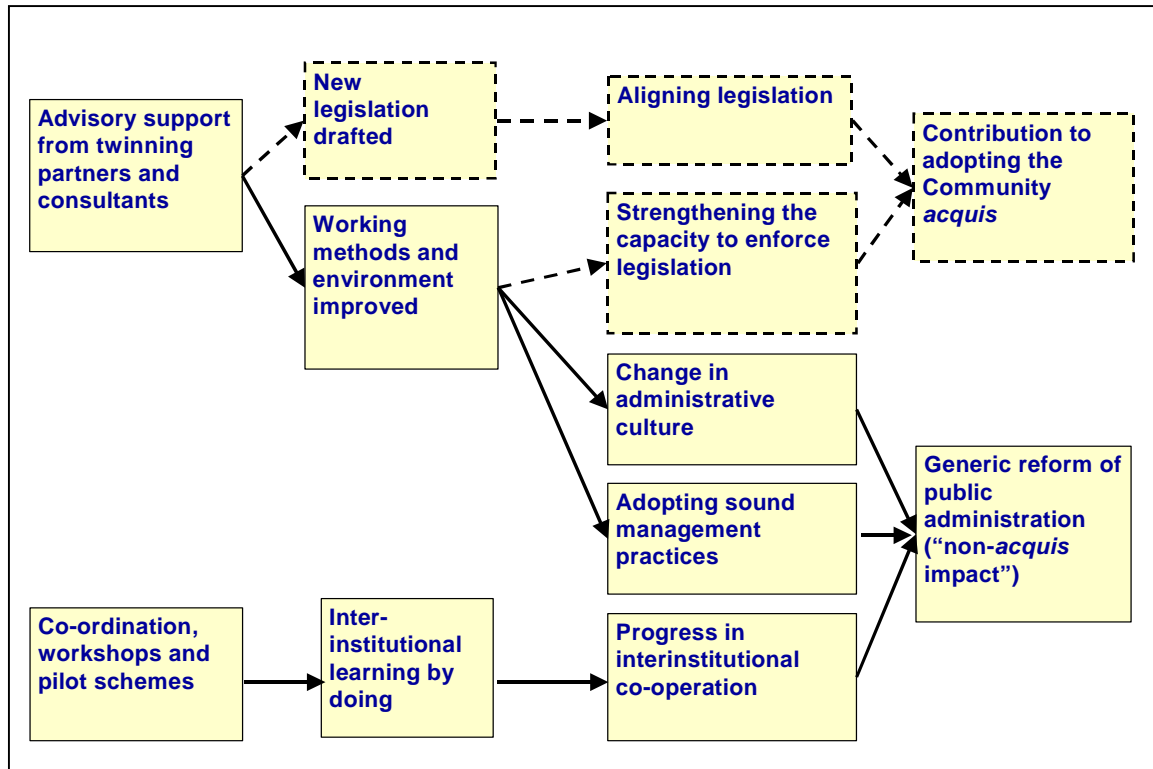 Advisory support
from twinning
partners and
consultants
New
legislation
drafted
Aligning legislation
Contribution to
adopting the
Community
acquis
Working
methods and
environment
improved
Strengthening the
capacity to enforce
legislation
Change in
administrative
culture
Adopting sound
management
practices
Generic reform of
public
administration
(“non-acquis
impact”)
Co-ordination,
workshops and
pilot schemes
Inter-
institutional
learning by
doing
Progress in
interinstitutional
co-operation